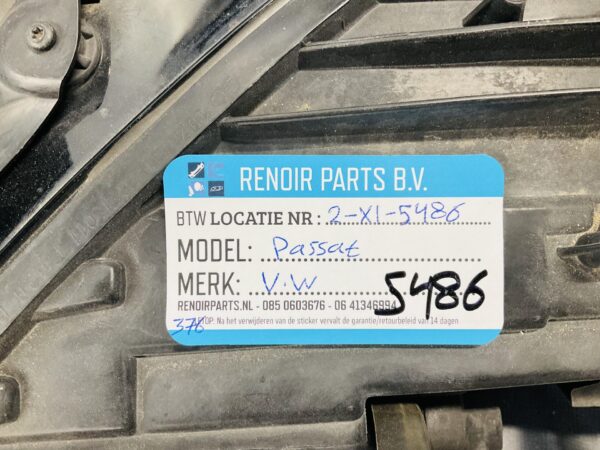 RENOIR PARTS B.V.
BTW LOCATIE NR : 2-XI-5486
MODEL: Passat
MERK: V.W 5486
RENOIRPARTS.NL - 085 0603676 - 06 41346994
STOP: Na het verwijderen van de sticker vervalt de garantie/retourbeleid van 14 dagen
376